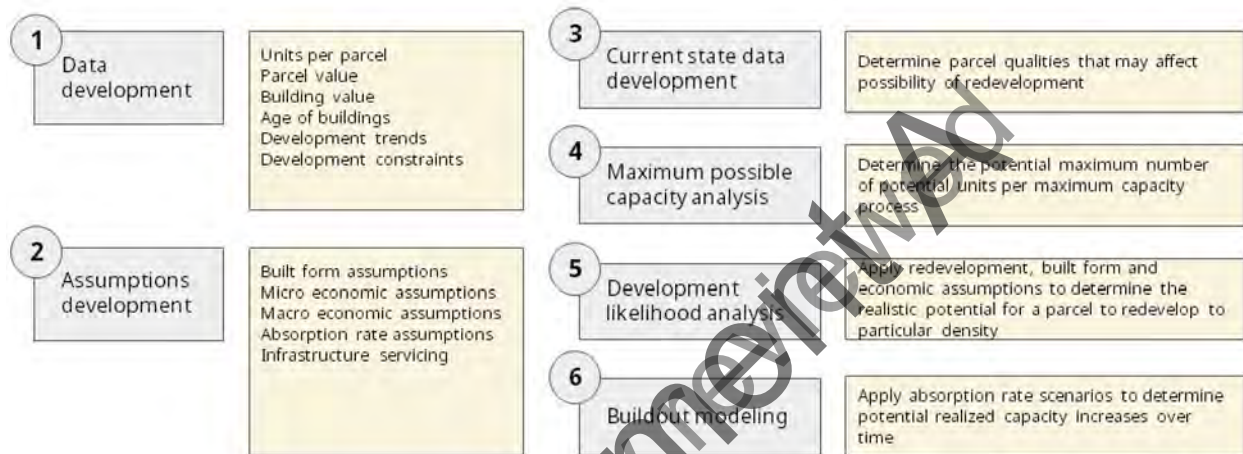 1
Data
development
Units per parcel
Parcel value
Building value
Age of buildings
Development trends
Development constraints
2
Assumptions
development
Built form assumptions
Micro economic assumptions
Macro economic assumptions
Absorption rate assumptions
Infrastructure servicing
3
Current state data
development
Determine parcel qualities that may affect
possibility of redevelopment
4
Maximum possible
capacity analysis
Determine the potential maximum number
of potential units per maximum capacity
process
5
Development
likelihood analysis
Apply redevelopment, built form and
economic assumptions to determine the
realistic potential for a parcel to redevelop to
particular density
6
Buildout modeling
Apply absorption rate scenarios to determine
potential realized capacity increases over
time